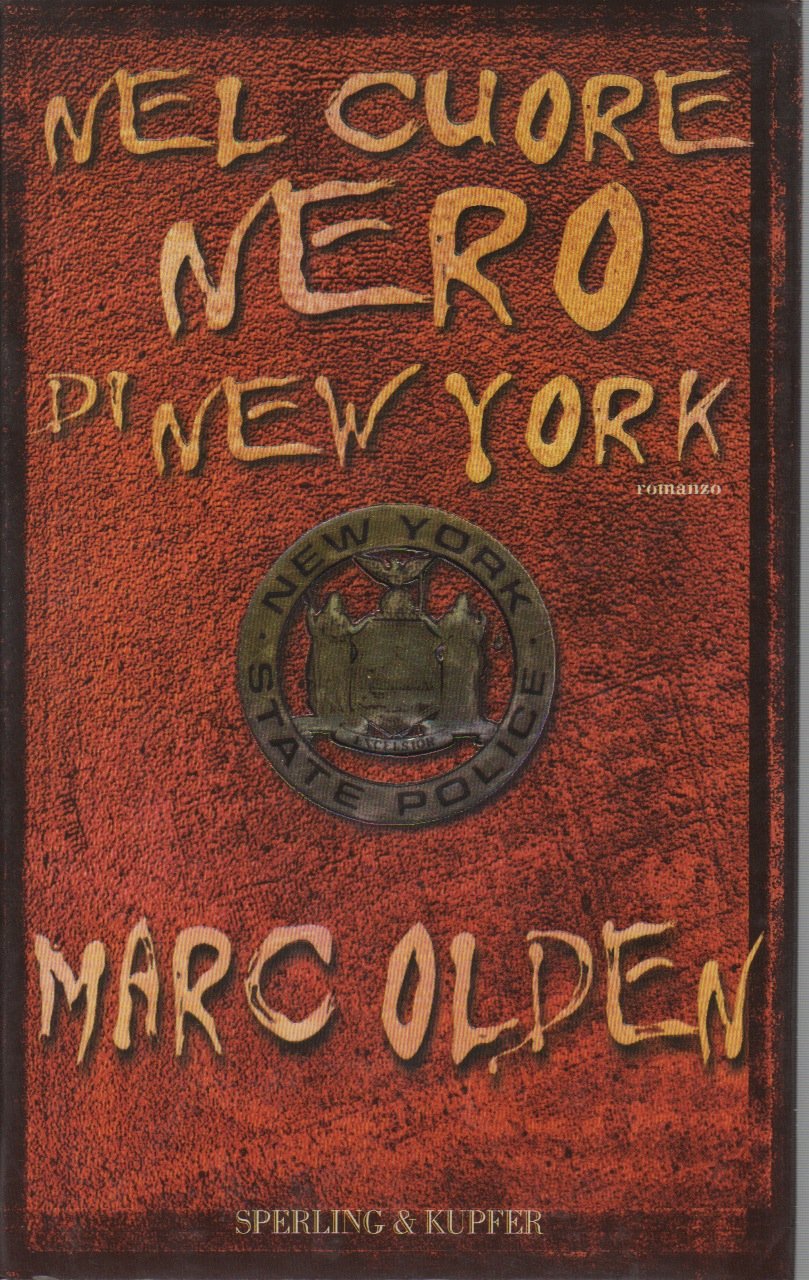 NEL CUORE
NERO
DI NEW YORK
romanzo
NEW YORK
STATE POLICE
EXCELSIOR
MARC OLDEN
SPERLING & KUPFER